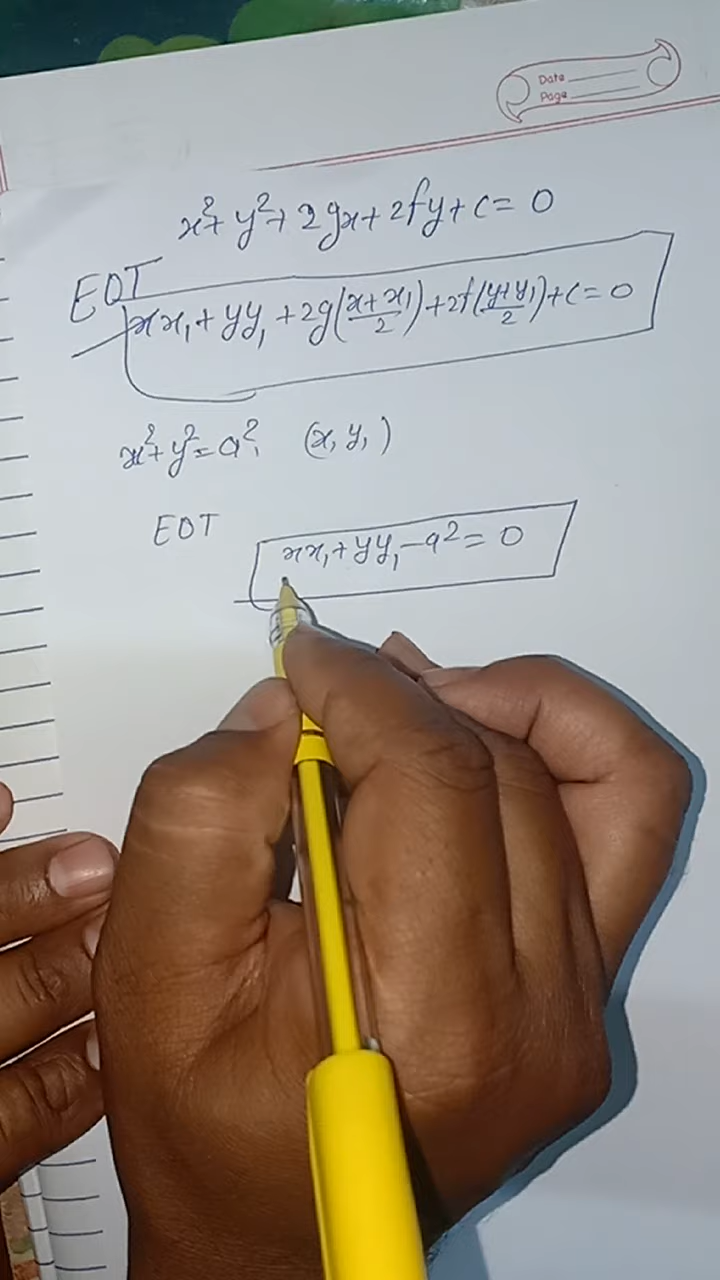 Date
Page
x² + y² + 2gx + 2fy + c = 0
EOT
xx₁ + yy₁ + 2g((x+x₁)/2) + 2f((y+y₁)/2) + c = 0
x² + y² = a², (x, y₁)
EOT
xx₁ + yy₁ - a² = 0